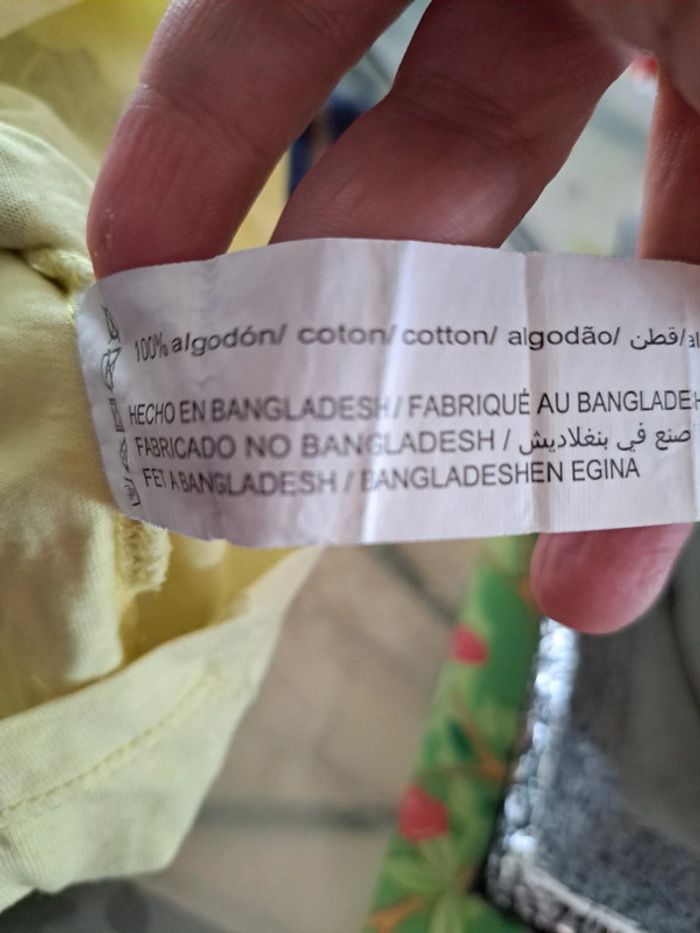 100% algodón/ coton/ cotton/ algodão/ قطن/
HECHO EN BANGLADESH / FABRIQUÉ AU BANGLADESH
FABRICADO NO BANGLADESH / صنع في بنغلاديش
FET A BANGLADESH / BANGLADESHEN EGINA